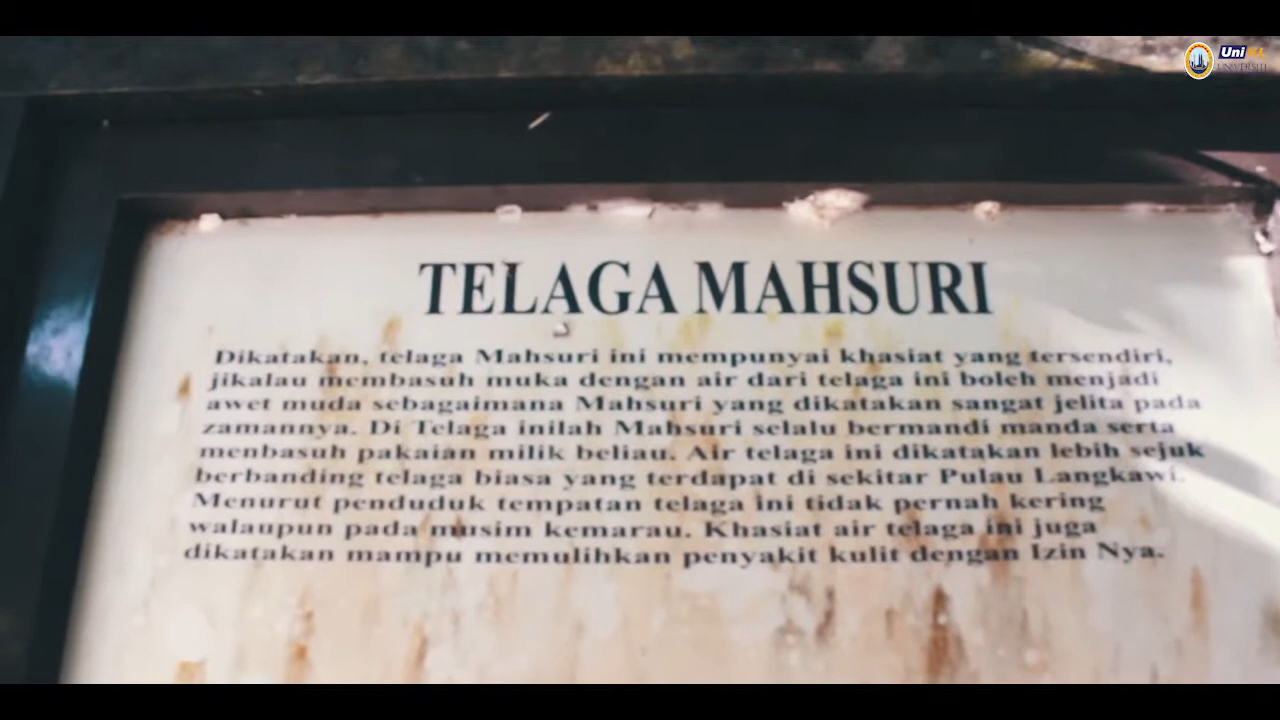 UniKL
UNIVERSITI
TELAGA MAHSURI
Dikatakan, telaga Mahsuri ini mempunyai khasiat yang tersendiri,
jikalau membasuh muka dengan air dari telaga ini boleh menjadi
awet muda sebagaimana Mahsuri yang dikatakan sangat jelita pada
zamannya. Di Telaga inilah Mahsuri selalu bermandi manda serta
menbasuh pakaian milik beliau. Air telaga ini dikatakan lebih sejuk
berbanding telaga biasa yang terdapat di sekitar Pulau Langkawi.
Menurut penduduk tempatan telaga ini tidak pernah kering
walaupun pada musim kemarau. Khasiat air telaga ini juga
dikatakan mampu memulihkan penyakit kulit dengan Izin Nya.